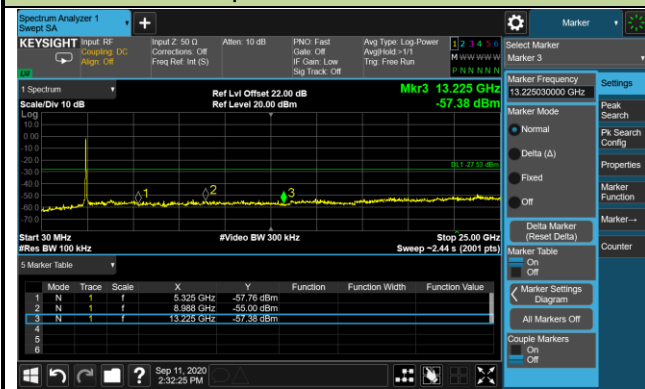 Spectrum Analyzer 1
Swept SA
+
Marker
KEYSIGHT
Input: RF
Coupling: DC
Align: Off
Input Z: 50 Ω
Corrections: Off
Freq Ref: Int (S)
Atten: 10 dB
PNO: Fast
Gate: Off
IF Gain: Low
Sig Track: Off
Avg Type: Log-Power
Avg|Hold:>1/1
Trig: Free Run
1 2 3 4 5 6
M W W W W W
P N N N N N
LV
Select Marker
Marker 3
1 Spectrum
Scale/Div 10 dB
Ref Lvl Offset 22.00 dB
Ref Level 20.00 dBm
Mkr3 13.225 GHz
-57.38 dBm
Log
10.0
0.00
-10.0
-20.0
-30.0
-40.0
-50.0
-60.0
-70.0
DL1 -27.53 dBm
1
2
3
Start 30 MHz
#Res BW 100 kHz
#Video BW 300 kHz
Stop 25.00 GHz
Sweep ~2.44 s (2001 pts)
5 Marker Table
Mode Trace Scale X Y Function Function Width Function Value
1 N 1 f 5.325 GHz -57.76 dBm
2 N 1 f 8.988 GHz -55.00 dBm
3 N 1 f 13.225 GHz -57.38 dBm
4
5
6
Marker Frequency
13.225030000 GHz
Marker Mode
Normal
Delta (Δ)
Fixed
Off
Delta Marker
(Reset Delta)
Marker Table
On
Off
Marker Settings
Diagram
All Markers Off
Couple Markers
On
Off
Settings
Peak
Search
Pk Search
Config
Properties
Marker
Function
Marker→
Counter
?
Sep 11, 2020
2:32:25 PM